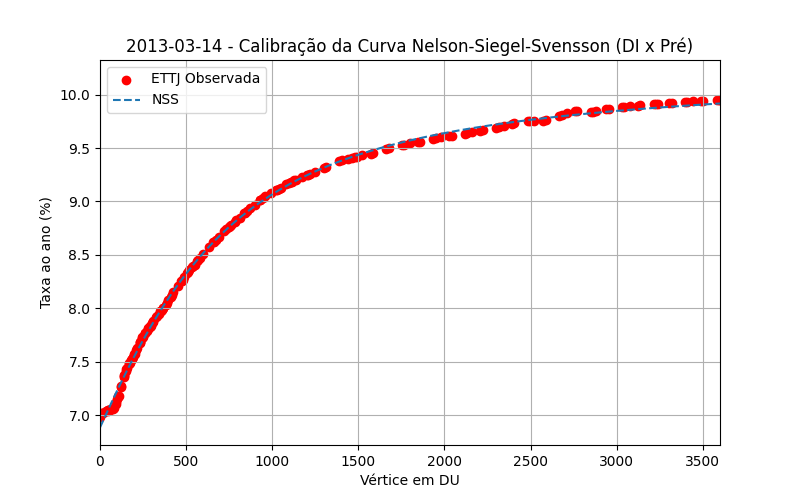 2013-03-14 - Calibração da Curva Nelson-Siegel-Svensson (DI x Pré)
ETTJ Observada
NSS
Taxa ao ano (%)
10.0
9.5
9.0
8.5
8.0
7.5
7.0
0 500 1000 1500 2000 2500 3000 3500
Vértice em DU